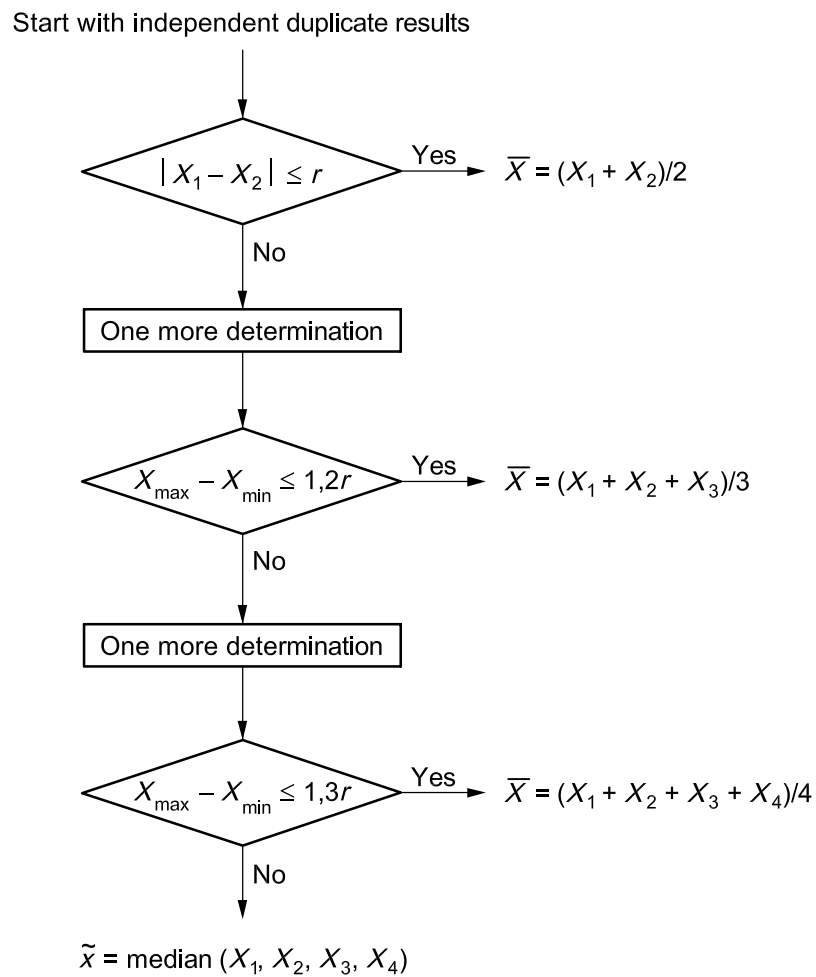 Start with independent duplicate results
|X₁ – X₂| ≤ r
Yes
X̅ = (X₁ + X₂)/2
No
One more determination
Xmax – Xmin ≤ 1,2r
Yes
X̅ = (X₁ + X₂ + X₃)/3
No
One more determination
Xmax – Xmin ≤ 1,3r
Yes
X̅ = (X₁ + X₂ + X₃ + X₄)/4
No
x̃ = median (X₁, X₂, X₃, X₄)